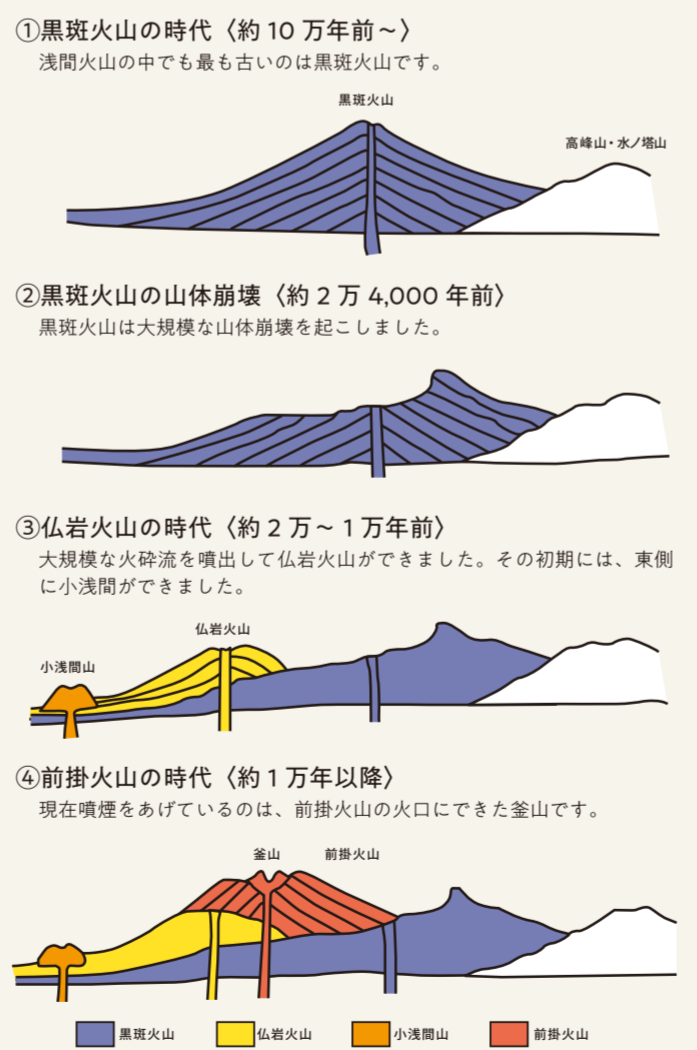 ①黒斑火山の時代〈約 10 万年前～〉
浅間火山の中でも最も古いのは黒斑火山です。
黒斑火山
高峰山・水ノ塔山
②黒斑火山の山体崩壊〈約 2 万 4,000 年前〉
黒斑火山は大規模な山体崩壊を起こしました。
③仏岩火山の時代〈約 2 万～ 1 万年前〉
大規模な火砕流を噴出して仏岩火山ができました。その初期には、東側
に小浅間ができました。
仏岩火山
小浅間山
④前掛火山の時代〈約 1 万年以降〉
現在噴煙をあげているのは、前掛火山の火口にできた釜山です。
釜山 前掛火山
黒斑火山 仏岩火山 小浅間山 前掛火山